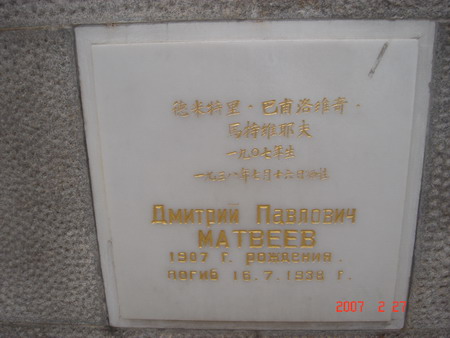 德米特里·巴甫洛维奇·
马特维耶夫
一九〇七年生
一九三八年七月十六日牺牲
Дмитрий Павлович
МАТВЕЕВ
1907 г. рождения.
погиб 16.7.1938 г.
2007 2 27